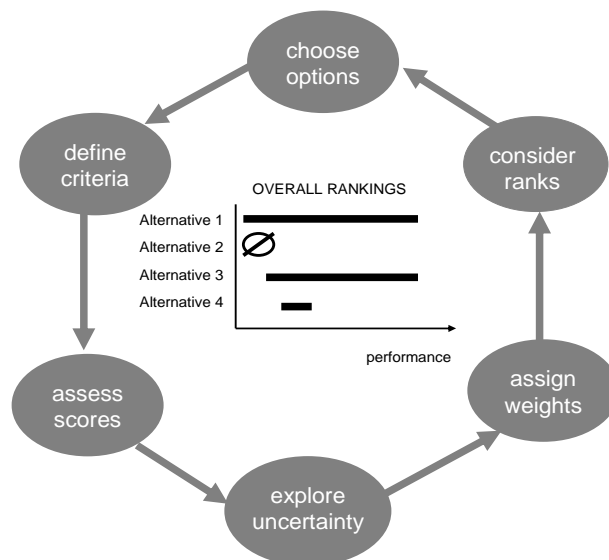 choose
options
define
criteria
consider
ranks
OVERALL RANKINGS
Alternative 1
Alternative 2
Alternative 3
Alternative 4
performance
assess
scores
assign
weights
explore
uncertainty